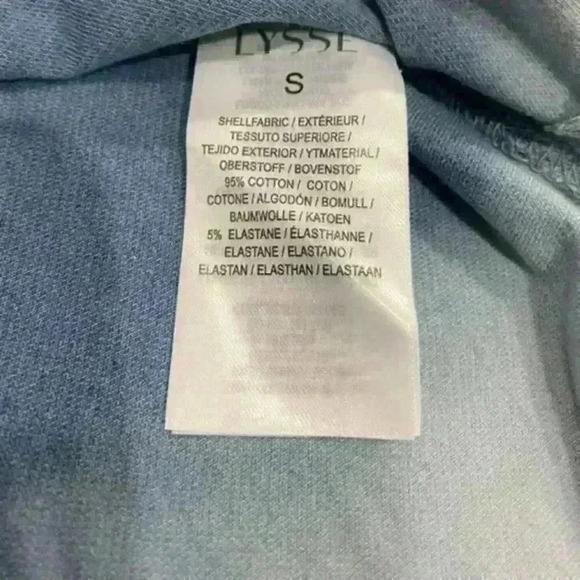 LYSSE
S
SHELLFABRIC / EXTÉRIEUR /
TESSUTO SUPERIORE /
TEJIDO EXTERIOR / YTMATERIAL /
OBERSTOFF / BOVENSTOF
95% COTTON / COTON /
COTONE / ALGODÓN / BOMULL /
BAUMWOLLE / KATOEN
5% ELASTANE / ÉLASTHANNE /
ELASTANE / ELASTANO /
ELASTAN / ELASTHAN / ELASTAAN